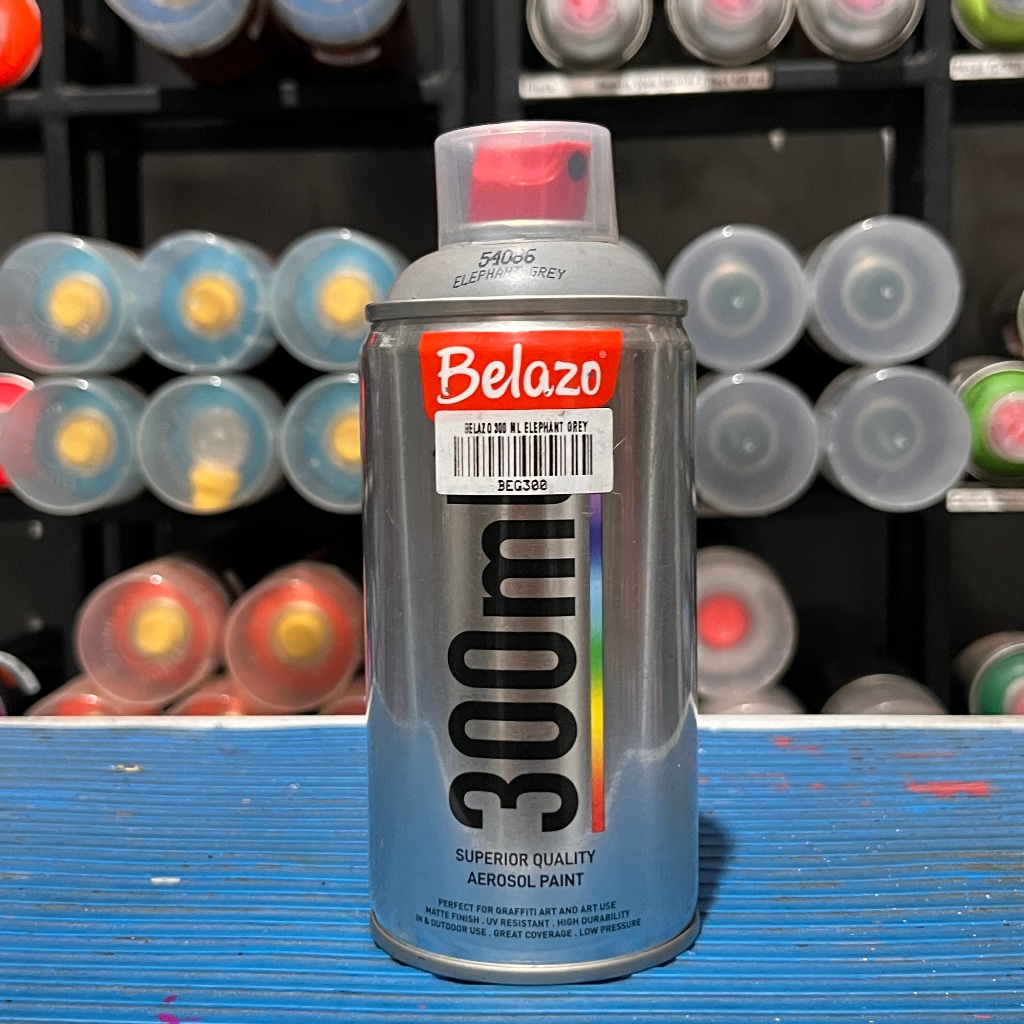 54086
ELEPHANT GREY
Belazo
BELAZO 300 ML ELEPHANT GREY
BEG300
300ml
SUPERIOR QUALITY
AEROSOL PAINT
PERFECT FOR GRAFFITI ART AND ART USE
MATTE FINISH . UV RESISTANT . HIGH DURABILITY
IN & OUTDOOR USE . GREAT COVERAGE . LOW PRESSURE